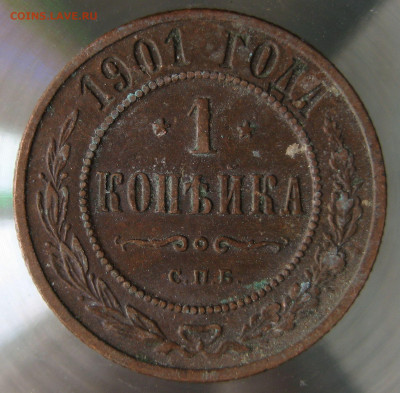 COINS.LAVE.RU
1901 ГОДА
* 1 *
КОПѢЙКА
С.П.Б.